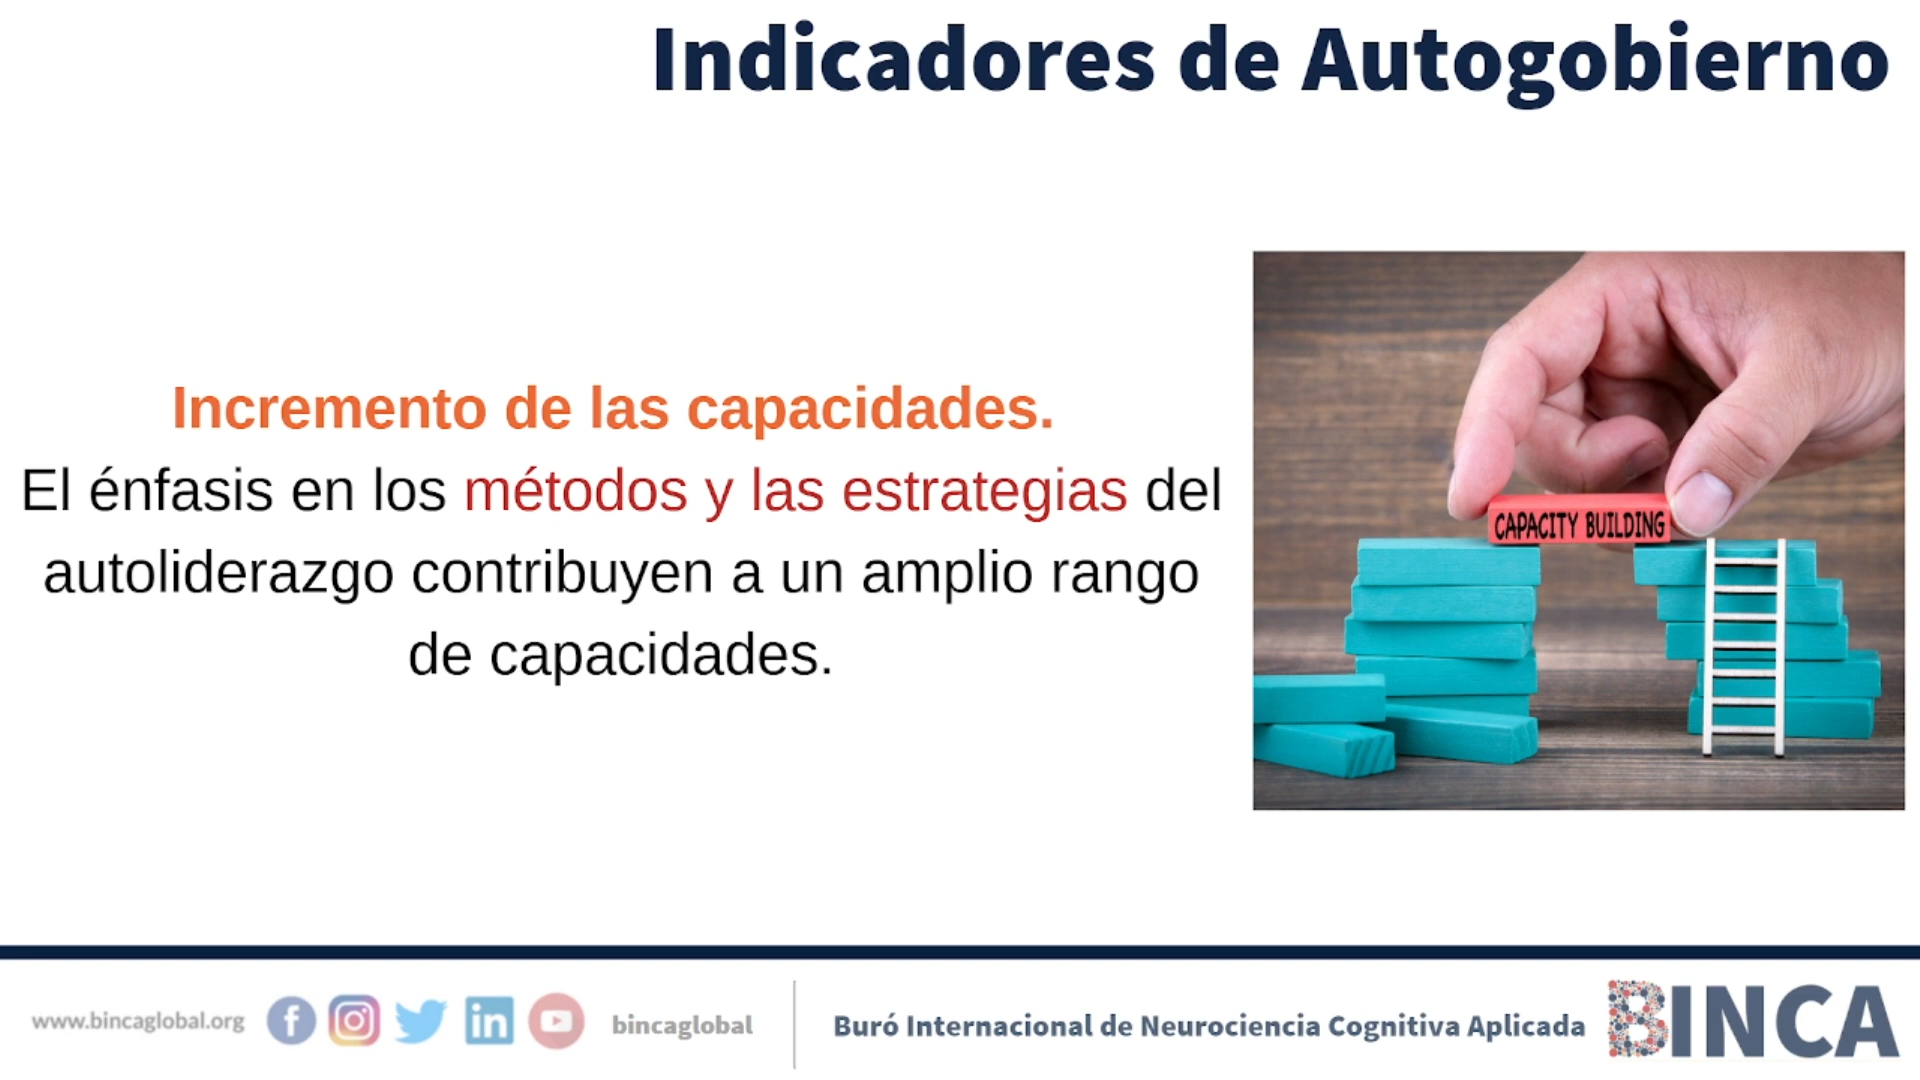 Indicadores de Autogobierno
Incremento de las capacidades.
El énfasis en los métodos y las estrategias del
autoliderazgo contribuyen a un amplio rango
de capacidades.
CAPACITY BUILDING
www.bincaglobal.org
bincaglobal
Buró Internacional de Neurociencia Cognitiva Aplicada
BINCA